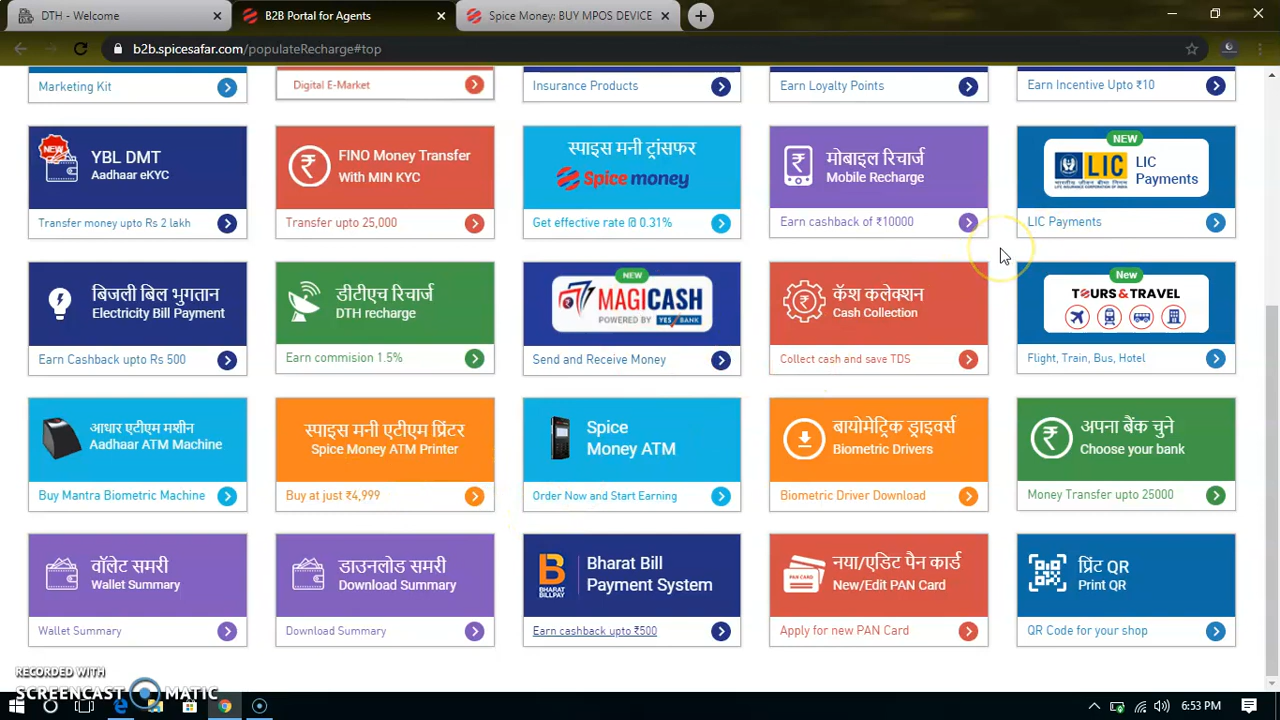 DTH - Welcome
B2B Portal for Agents
Spice Money: BUY MPOS DEVICE
b2b.spicesafar.com/populateRecharge#top
Marketing Kit
Digital E-Market
Insurance Products
Earn Loyalty Points
Earn Incentive Upto ₹10
NEW
YBL DMT
Aadhaar eKYC
Transfer money upto Rs 2 lakh
FINO Money Transfer
With MIN KYC
Transfer upto 25,000
स्पाइस मनी ट्रांसफर
Spice money
Get effective rate @ 0.31%
मोबाइल रिचार्ज
Mobile Recharge
Earn cashback of ₹10000
NEW
LIC
LIFE INSURANCE CORPORATION OF INDIA
LIC
Payments
LIC Payments
बिजली बिल भुगतान
Electricity Bill Payment
Earn Cashback upto Rs 500
डीटीएच रिचार्ज
DTH recharge
Earn commision 1.5%
NEW
MAGICASH
POWERED BY YES BANK
Send and Receive Money
कॅश कलेक्शन
Cash Collection
Collect cash and save TDS
New
TOURS & TRAVEL
Flight, Train, Bus, Hotel
आधार एटीएम मशीन
Aadhaar ATM Machine
Buy Mantra Biometric Machine
स्पाइस मनी एटीएम प्रिंटर
Spice Money ATM Printer
Buy at just ₹4,999
Spice
Money ATM
Order Now and Start Earning
बायोमेट्रिक ड्राइवर्स
Biometric Drivers
Biometric Driver Download
अपना बैंक चुने
Choose your bank
Money Transfer upto 25000
वॉलेट समरी
Wallet Summary
Wallet Summary
डाउनलोड समरी
Download Summary
Download Summary
BHARAT
BILLPAY
Bharat Bill
Payment System
Earn cashback upto ₹500
PAN CARD
नया/एडिट पैन कार्ड
New/Edit PAN Card
Apply for new PAN Card
प्रिंट QR
Print QR
QR Code for your shop
RECORDED WITH
SCREENCAST MATIC
6:53 PM